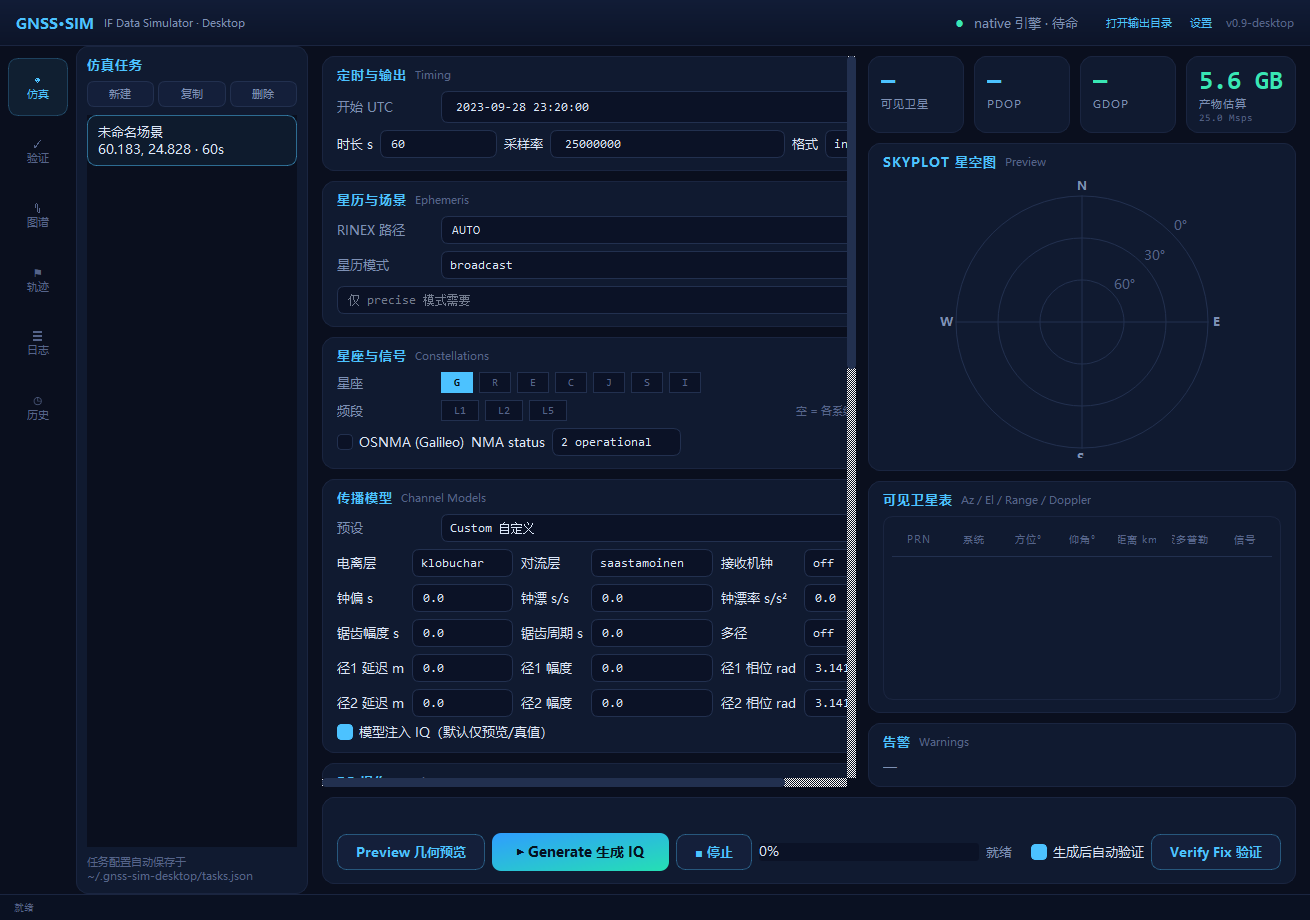 GNSS•SIM IF Data Simulator · Desktop
native 引擎 · 待命 打开输出目录 设置 v0.9-desktop
仿真
验证
图谱
轨迹
日志
历史
仿真任务
新建 复制 删除
未命名场景
60.183, 24.828 · 60s
任务配置自动保存于
~/.gnss-sim-desktop/tasks.json
定时与输出 Timing
开始 UTC 2023-09-28 23:20:00
时长 s 60 采样率 25000000 格式 in
星历与场景 Ephemeris
RINEX 路径 AUTO
星历模式 broadcast
仅 precise 模式需要
星座与信号 Constellations
星座 G R E C J S I
频段 L1 L2 L5 空 = 各系
OSNMA (Galileo) NMA status 2 operational
传播模型 Channel Models
预设 Custom 自定义
电离层 klobuchar 对流层 saastamoinen 接收机钟 off
钟偏 s 0.0 钟漂 s/s 0.0 钟漂率 s/s² 0.0
锯齿幅度 s 0.0 锯齿周期 s 0.0 多径 off
径1 延迟 m 0.0 径1 幅度 0.0 径1 相位 rad 3.141
径2 延迟 m 0.0 径2 幅度 0.0 径2 相位 rad 3.141
模型注入 IQ（默认仅预览/真值）
— 可见卫星
— PDOP
— GDOP
5.6 GB
产物估算
25.0 Msps
SKYPLOT 星空图 Preview
N
0°
30°
60°
W E
可见卫星表 Az / El / Range / Doppler
PRN 系统 方位° 仰角° 距离 km 多普勒 信号
告警 Warnings
—
Preview 几何预览 ▸ Generate 生成 IQ ■ 停止 0% 就绪 生成后自动验证 Verify Fix 验证
就绪